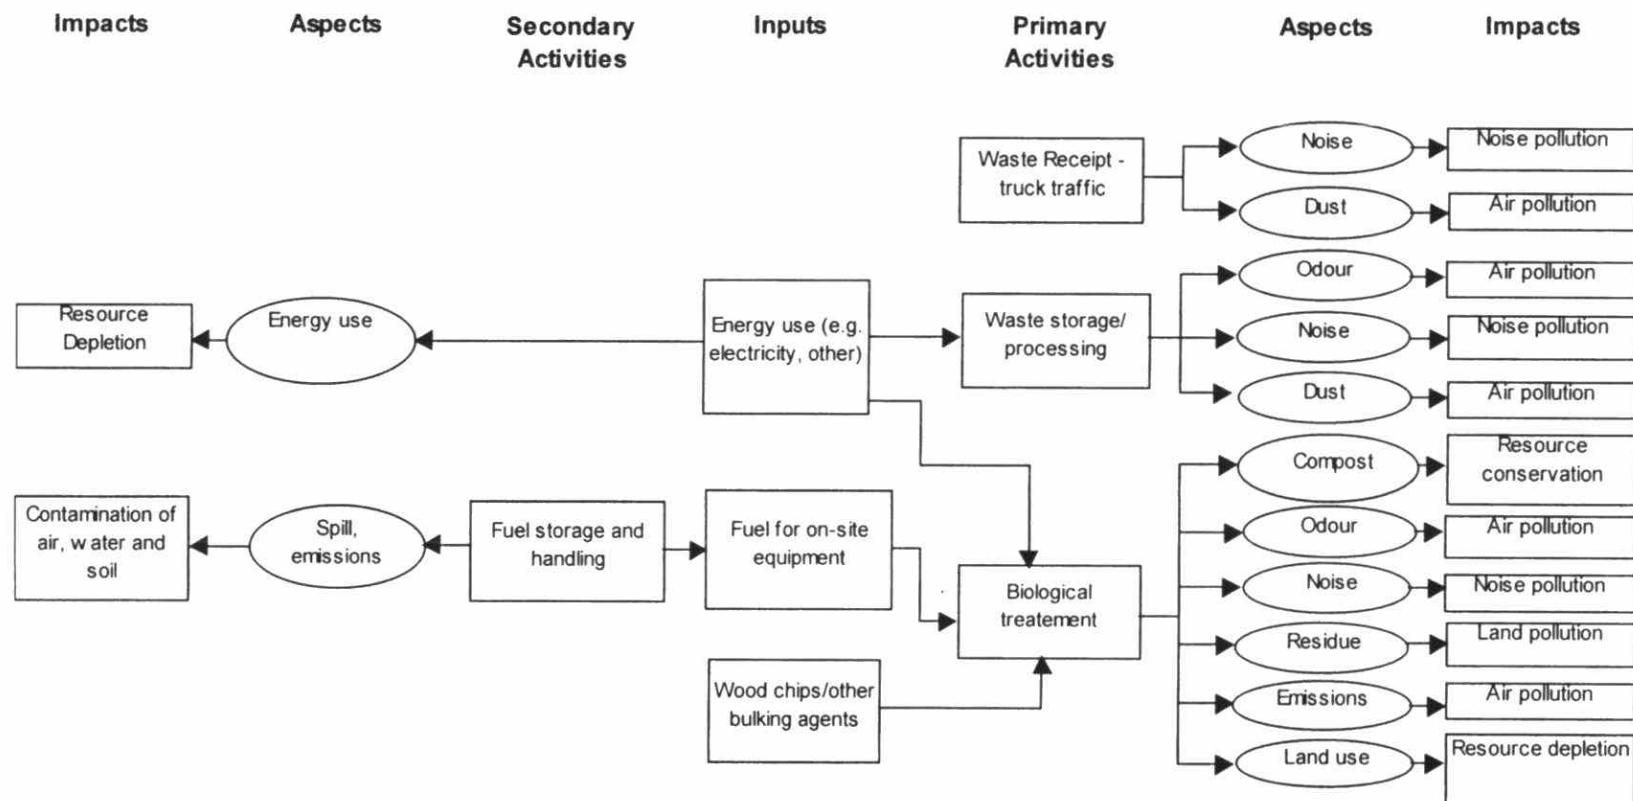 Impacts
Aspects
Secondary
Activities
Inputs
Primary
Activities
Aspects
Impacts
Waste Receipt -
truck traffic
Noise
Noise pollution
Dust
Air pollution
Resource
Depletion
Energy use
Energy use (e.g.
electricity, other)
Waste storage/
processing
Odour
Air pollution
Noise
Noise pollution
Dust
Air pollution
Contamination of
air, water and
soil
Spill,
emissions
Fuel storage and
handling
Fuel for on-site
equipment
Wood chips/other
bulking agents
Biological
treatement
Compost
Resource
conservation
Odour
Air pollution
Noise
Noise pollution
Residue
Land pollution
Emissions
Air pollution
Land use
Resource depletion